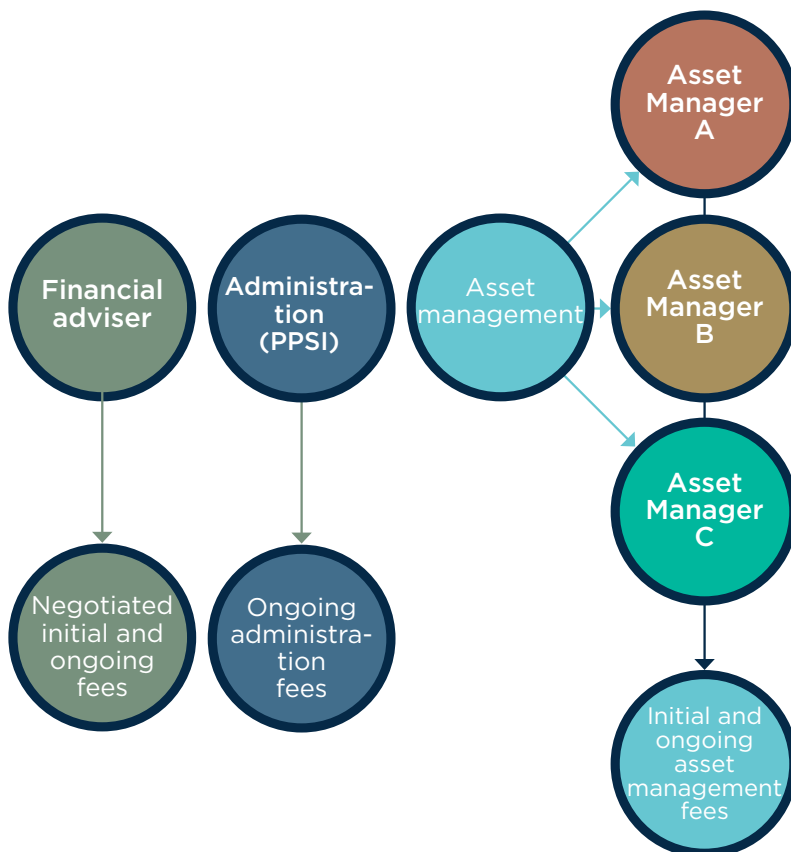 Asset
Manager
A
Financial
adviser
Administra-
tion
(PPSI)
Asset
management
Asset
Manager
B
Asset
Manager
C
Negotiated
initial and
ongoing
fees
Ongoing
administra-
tion
fees
Initial and
ongoing
asset
management
fees